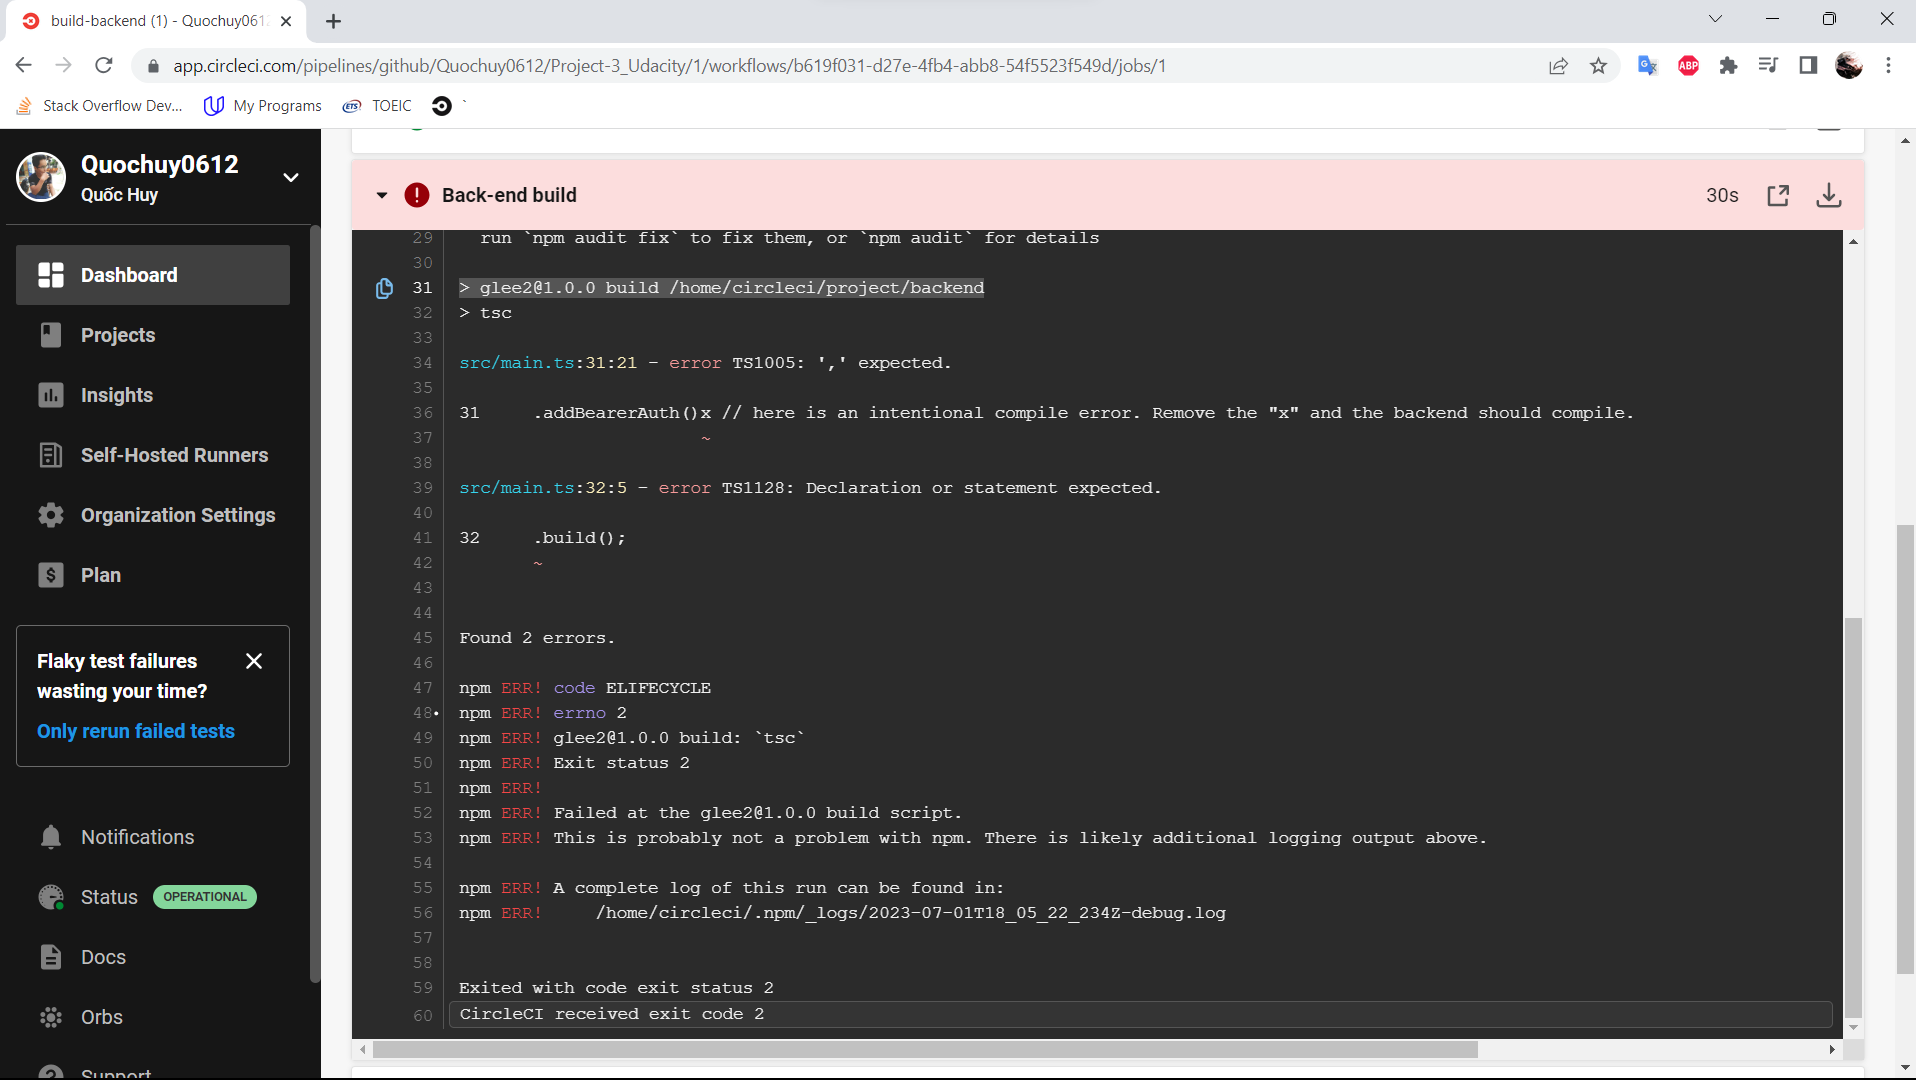 build-backend (1) - Quochuy061
app.circleci.com/pipelines/github/Quochuy0612/Project-3_Udacity/1/workflows/b619f031-d27e-4fb4-abb8-54f5523f549d/jobs/1
ABP
Stack Overflow Dev...
My Programs
ETS
TOEIC
`
Quochuy0612
Quốc Huy
Dashboard
Projects
Insights
Self-Hosted Runners
Organization Settings
Plan
Flaky test failures
wasting your time?
Only rerun failed tests
Notifications
Status OPERATIONAL
Docs
Orbs
Support
Back-end build
30s
29 run `npm audit fix` to fix them, or `npm audit` for details
30
31 > glee2@1.0.0 build /home/circleci/project/backend
32 > tsc
33
34 src/main.ts:31:21 - error TS1005: ',' expected.
35
36 31 .addBearerAuth()x // here is an intentional compile error. Remove the "x" and the backend should compile.
37 ~
38
39 src/main.ts:32:5 - error TS1128: Declaration or statement expected.
40
41 32 .build();
42 ~
43
44
45 Found 2 errors.
46
47 npm ERR! code ELIFECYCLE
48 npm ERR! errno 2
49 npm ERR! glee2@1.0.0 build: `tsc`
50 npm ERR! Exit status 2
51 npm ERR!
52 npm ERR! Failed at the glee2@1.0.0 build script.
53 npm ERR! This is probably not a problem with npm. There is likely additional logging output above.
54
55 npm ERR! A complete log of this run can be found in:
56 npm ERR! /home/circleci/.npm/_logs/2023-07-01T18_05_22_234Z-debug.log
57
58
59 Exited with code exit status 2
60 CircleCI received exit code 2